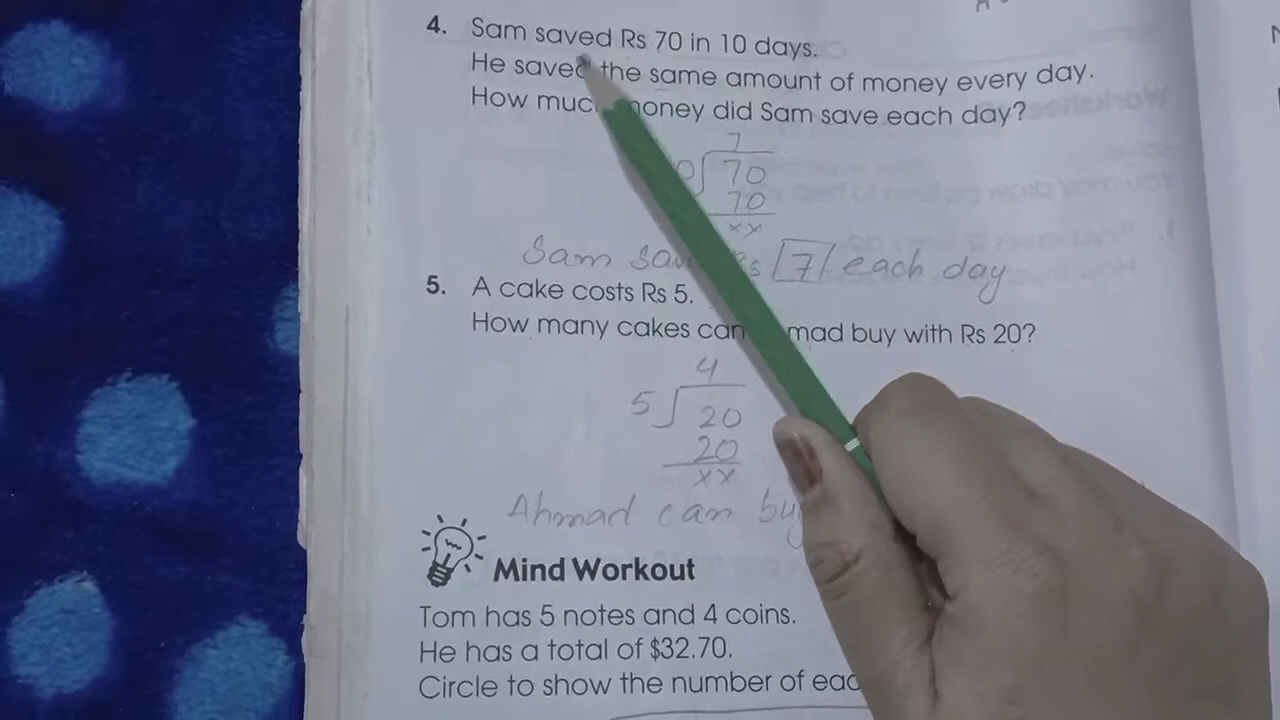 4. Sam saved Rs 70 in 10 days.
He saved the same amount of money every day.
How much money did Sam save each day?
7
0 70
70
xx
Sam Rs 7 each day
5. A cake costs Rs 5.
How many cakes can mad buy with Rs 20?
4
5 20
20
xx
Ahmad can buy
Mind Workout
Tom has 5 notes and 4 coins.
He has a total of $32.70.
Circle to show the number of